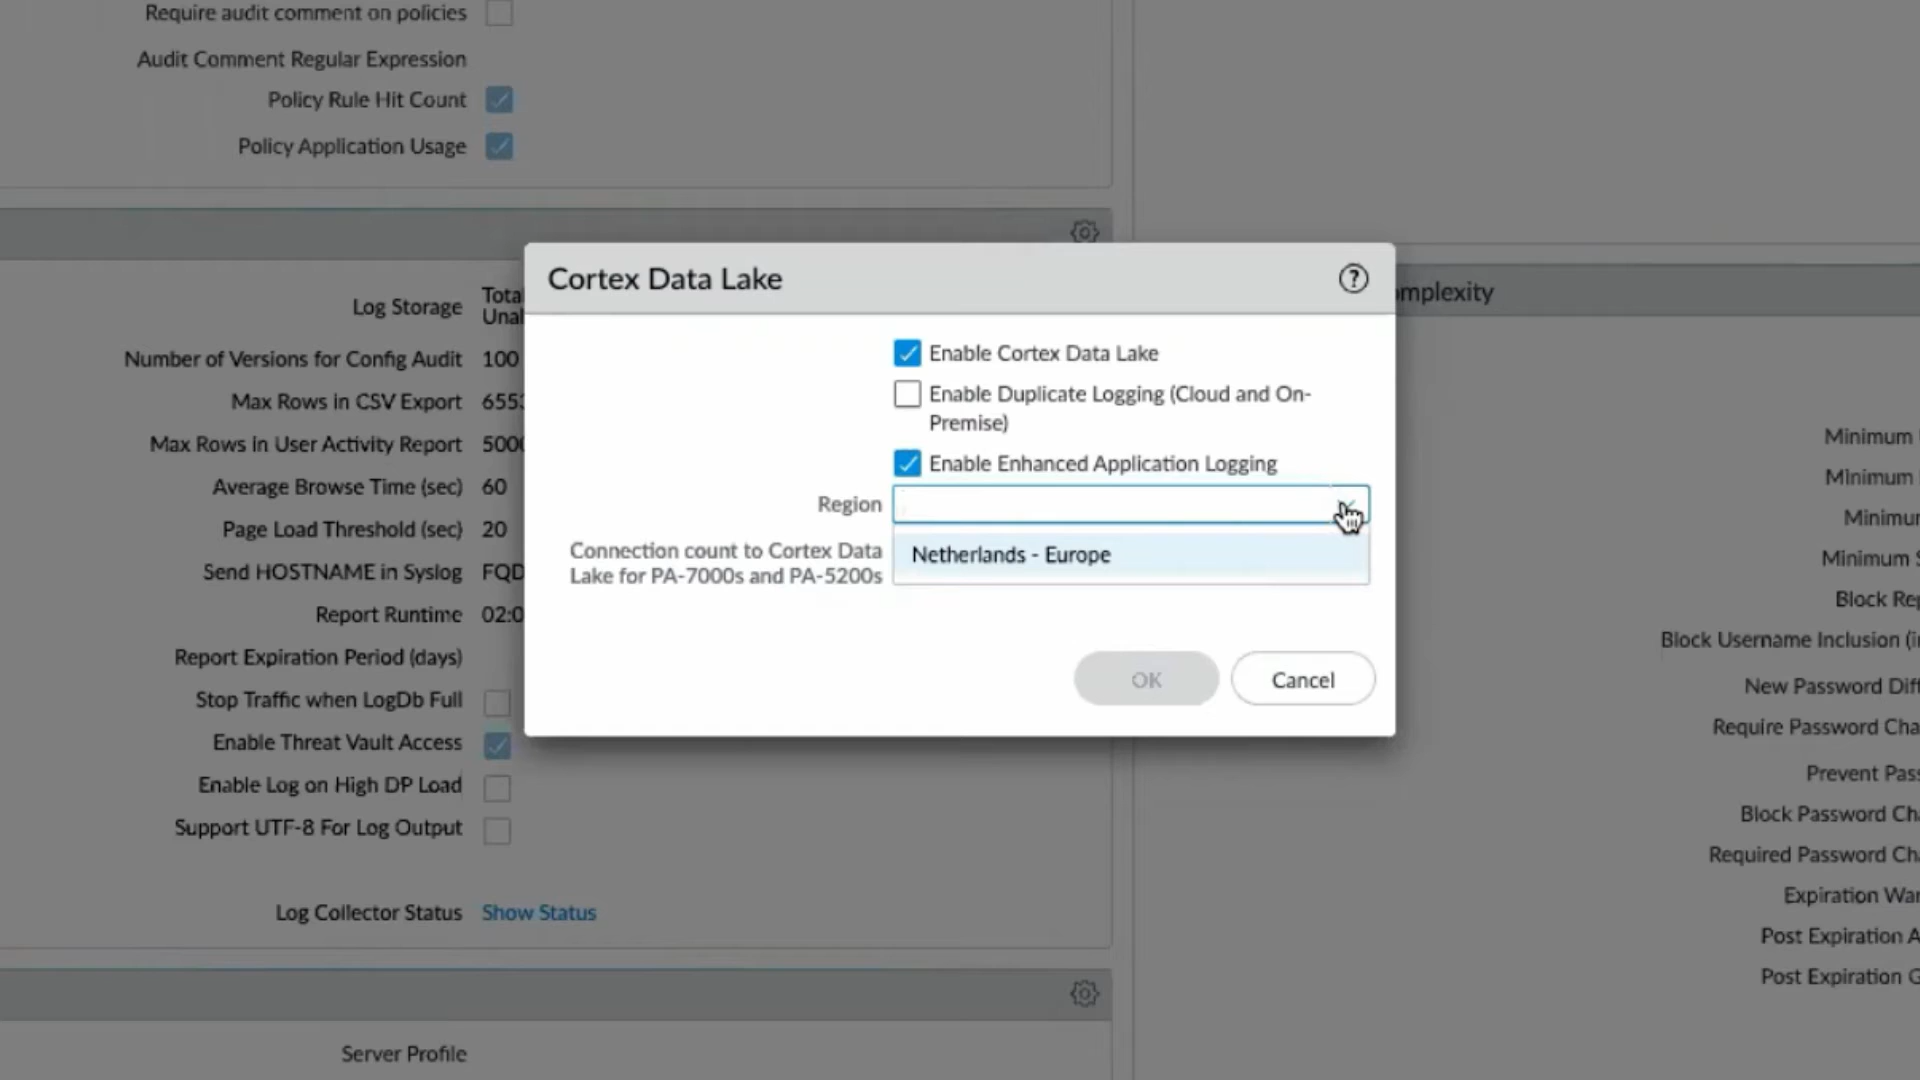 Require audit comment on policies
Audit Comment Regular Expression
Policy Rule Hit Count
Policy Application Usage
Log Storage
Number of Versions for Config Audit 100
Max Rows in CSV Export
Max Rows in User Activity Report
Average Browse Time (sec) 60
Page Load Threshold (sec) 20
Send HOSTNAME in Syslog
Report Runtime
Report Expiration Period (days)
Stop Traffic when LogDb Full
Enable Threat Vault Access
Enable Log on High DP Load
Support UTF-8 For Log Output
Log Collector Status Show Status
Server Profile
Cortex Data Lake
Enable Cortex Data Lake
Enable Duplicate Logging (Cloud and On-
Premise)
Enable Enhanced Application Logging
Region
Netherlands - Europe
Connection count to Cortex Data
Lake for PA-7000s and PA-5200s
OK Cancel
Minimum
Minimum
Minimum
Minimum
Block
Block Username Inclusion
New Password
Require Password
Prevent
Block Password
Required Password
Expiration
Post Expiration
Post Expiration